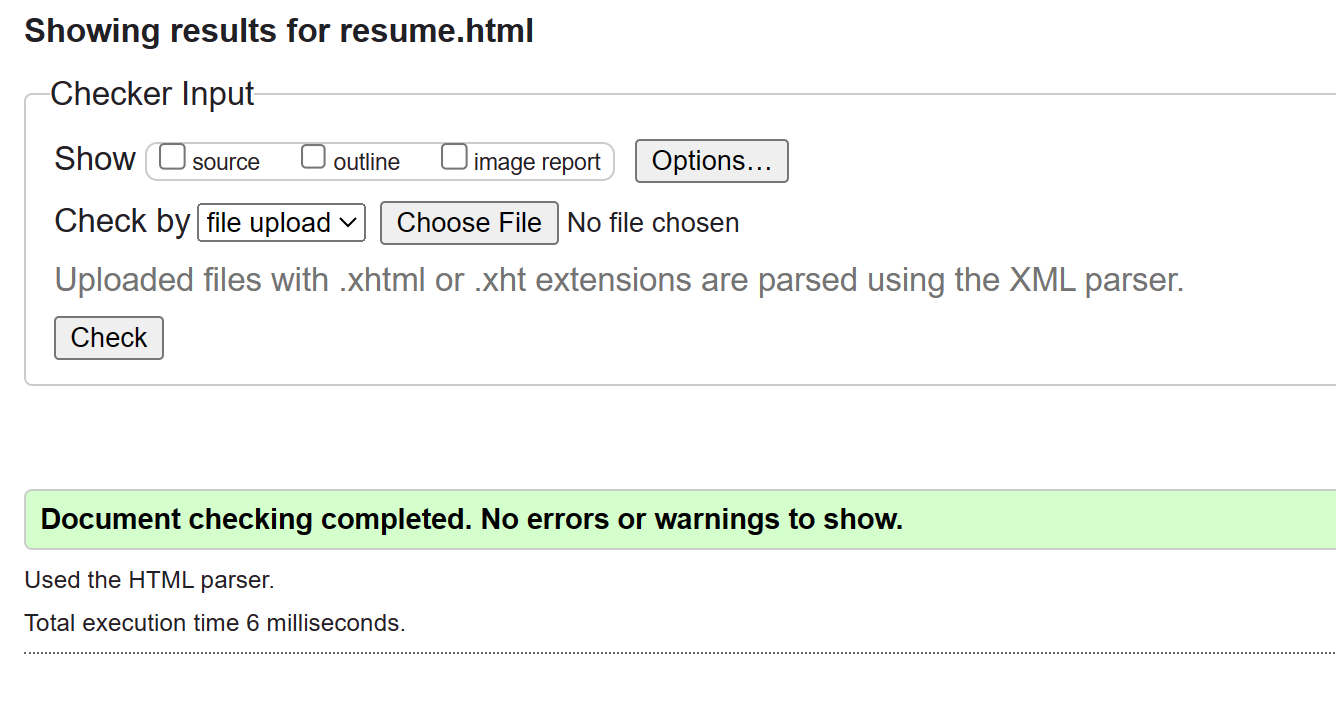 Showing results for resume.html
Checker Input
Show source outline image report Options…
Check by file upload Choose File No file chosen
Uploaded files with .xhtml or .xht extensions are parsed using the XML parser.
Check
Document checking completed. No errors or warnings to show.
Used the HTML parser.
Total execution time 6 milliseconds.